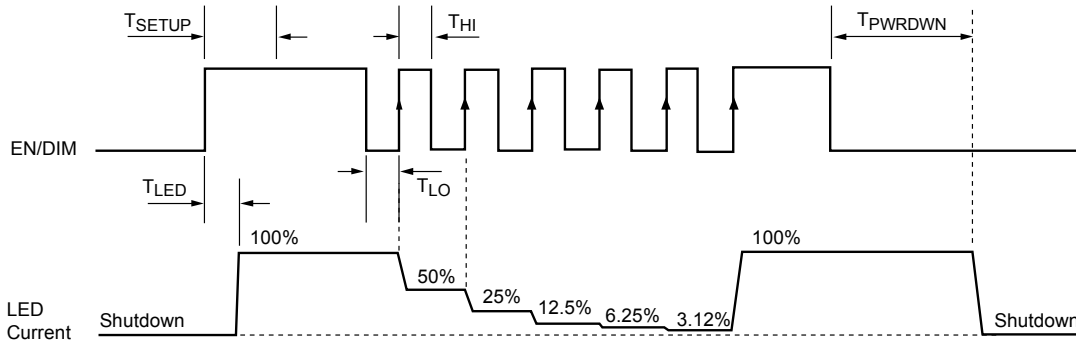 TSETUP
THI
TPWRDWN
EN/DIM
TLED
TLO
100%
100%
50%
25%
12.5%
6.25%
3.12%
LED
Current
Shutdown
Shutdown